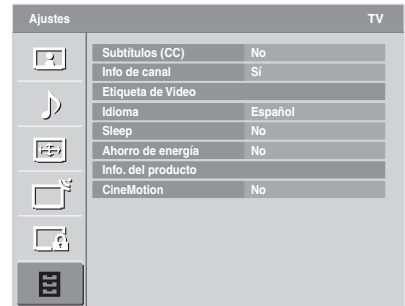 Ajustes TV
Subtítulos (CC) No
Info de canal Sí
Etiqueta de Video
Idioma Español
Sleep No
Ahorro de energía No
Info. del producto
CineMotion No